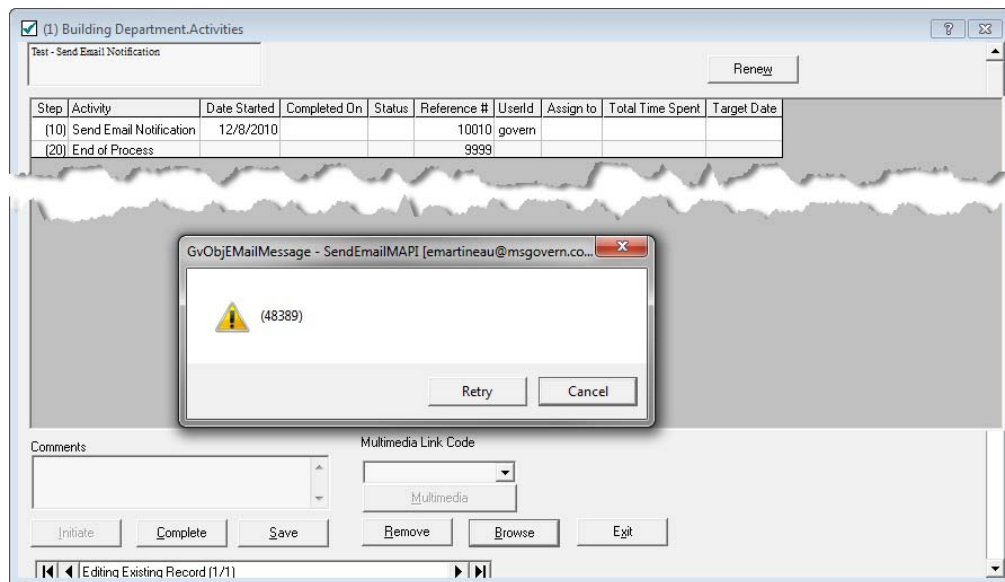 (1) Building Department.Activities
Test - Send Email Notification
Renew
Step Activity Date Started Completed On Status Reference # UserId Assign to Total Time Spent Target Date
(10) Send Email Notification 12/8/2010 10010 govern
(20) End of Process 9999
GvObjEMailMessage - SendEmailMAPI [emartineau@msgovern.co...
(48389)
Retry Cancel
Comments Multimedia Link Code
Multimedia
Initiate Complete Save Remove Browse Exit
Editing Existing Record (1/1)